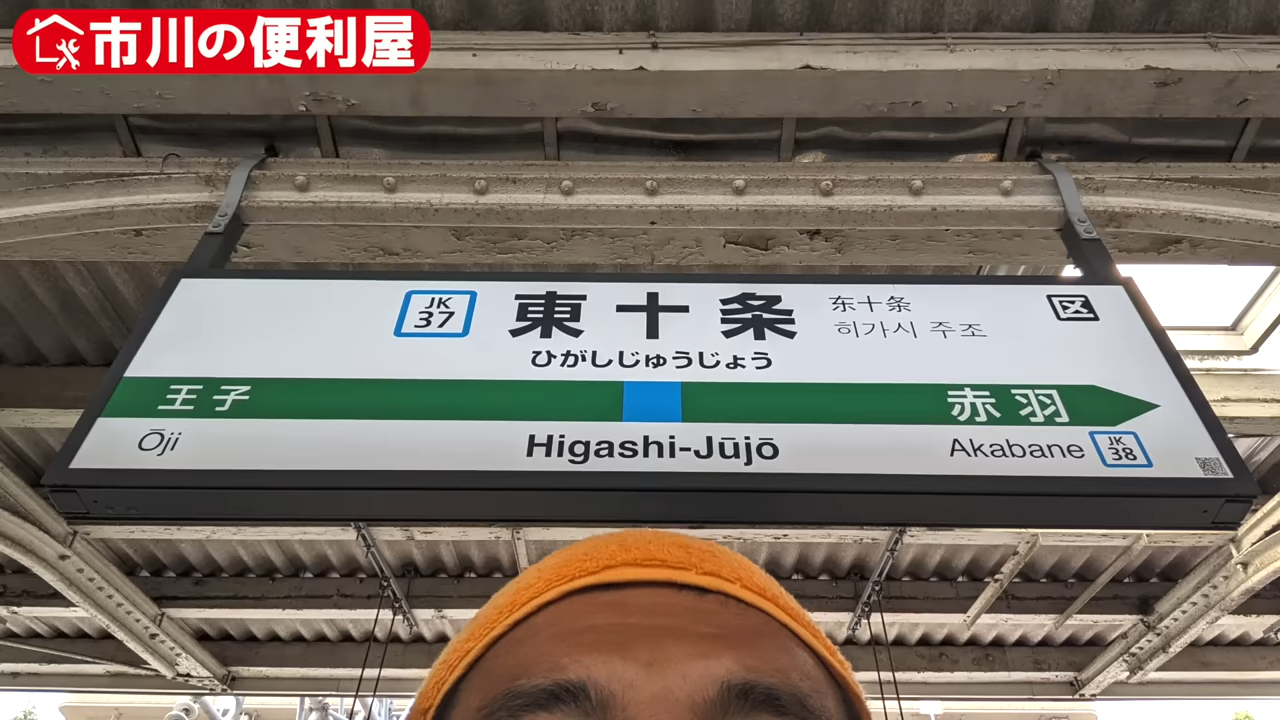 市川の便利屋
JK
37
東十条
ひがしじゅうじょう
东十条
히가시 주조
区
王子
赤羽
Ōji
Higashi-Jūjō
Akabane
JK
38